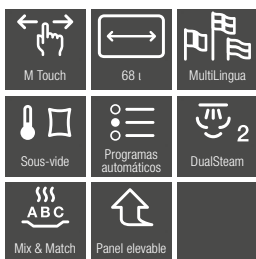 M Touch
68 l
MultiLingua
Sous-vide
Programas
automáticos
2
DualSteam
ABC
Mix & Match
Panel elevable